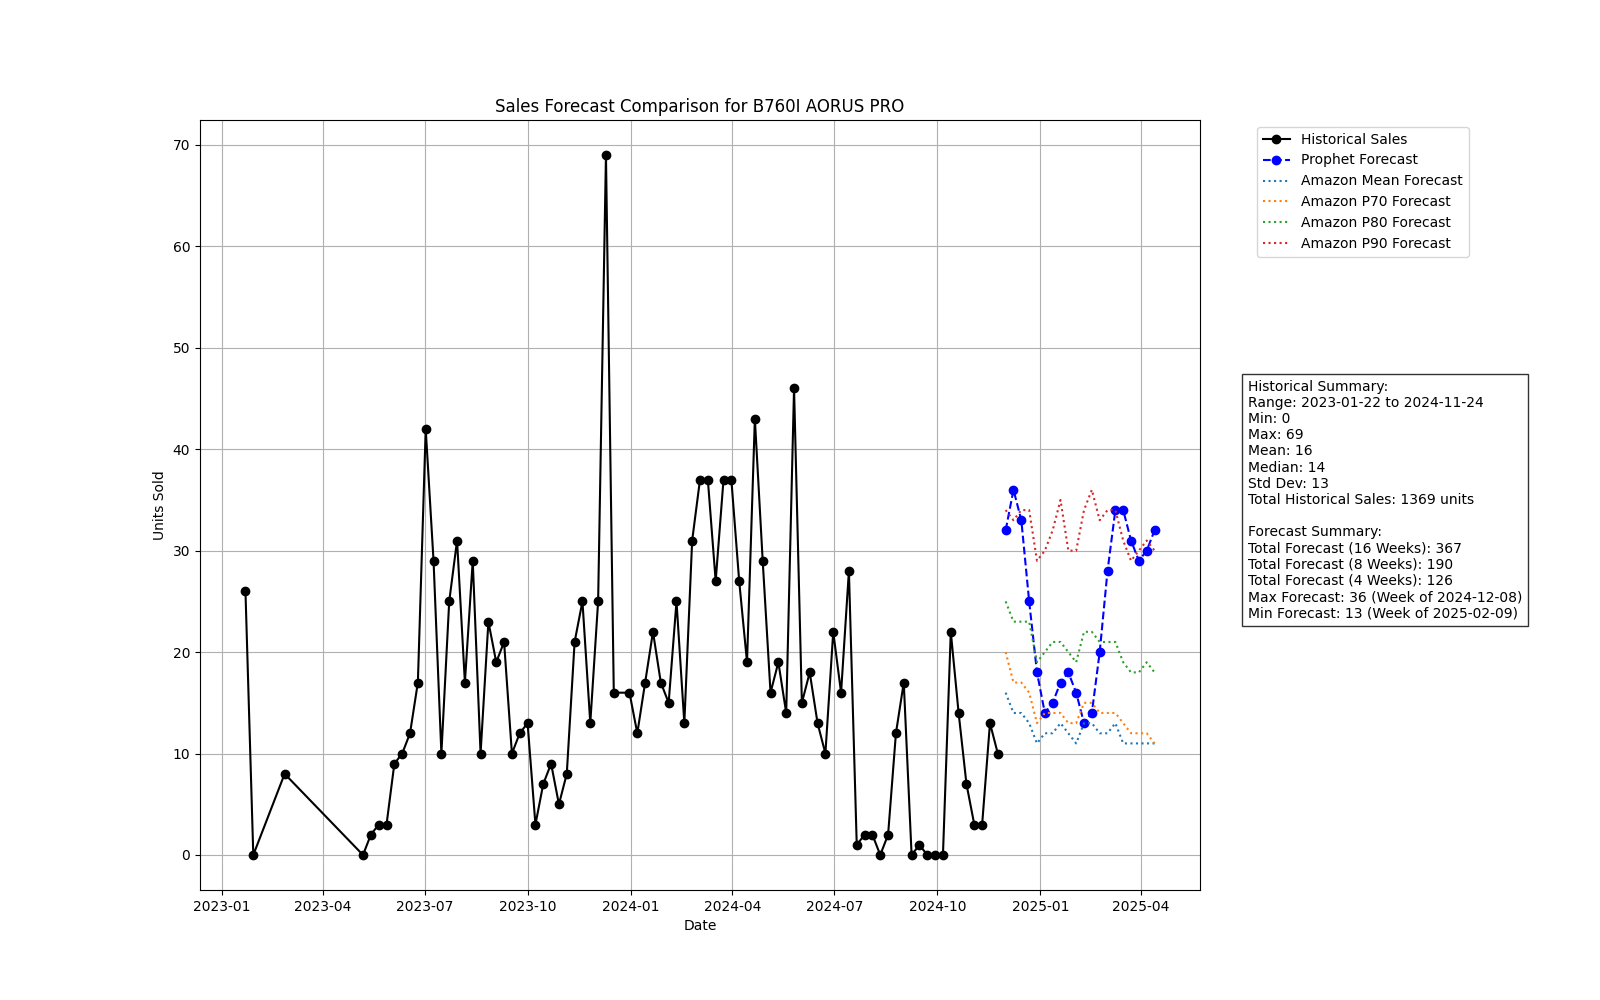 Sales Forecast Comparison for B760I AORUS PRO
70
60
50
40
30
20
10
0
Units Sold
2023-01
2023-04
2023-07
2023-10
2024-01
2024-04
2024-07
2024-10
2025-01
2025-04
Date
Historical Sales
Prophet Forecast
Amazon Mean Forecast
Amazon P70 Forecast
Amazon P80 Forecast
Amazon P90 Forecast
Historical Summary:
Range: 2023-01-22 to 2024-11-24
Min: 0
Max: 69
Mean: 16
Median: 14
Std Dev: 13
Total Historical Sales: 1369 units
Forecast Summary:
Total Forecast (16 Weeks): 367
Total Forecast (8 Weeks): 190
Total Forecast (4 Weeks): 126
Max Forecast: 36 (Week of 2024-12-08)
Min Forecast: 13 (Week of 2025-02-09)